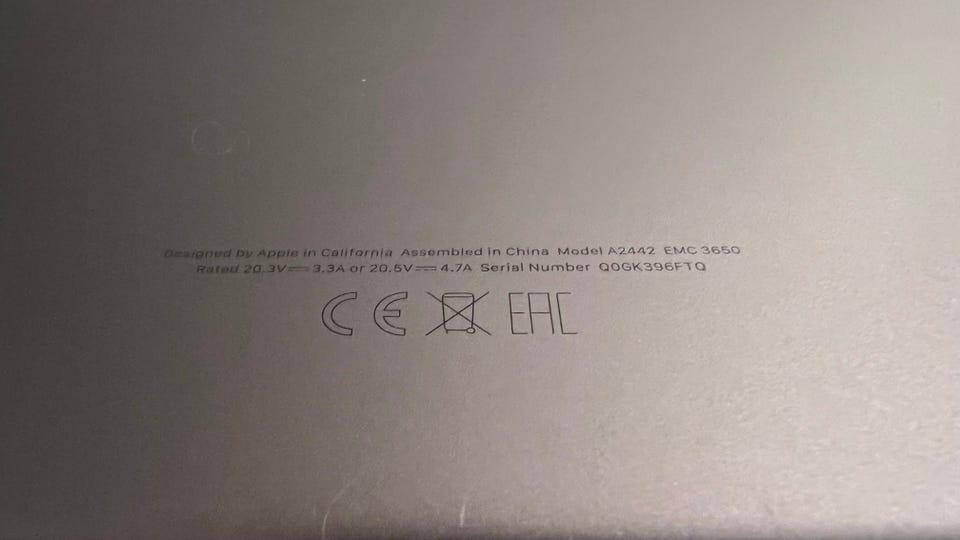 Designed by Apple in California Assembled in China Model A2442 EMC 3650
Rated 20.3V⎓3.3A or 20.5V⎓4.7A Serial Number Q0GK396FTQ
CE EAC